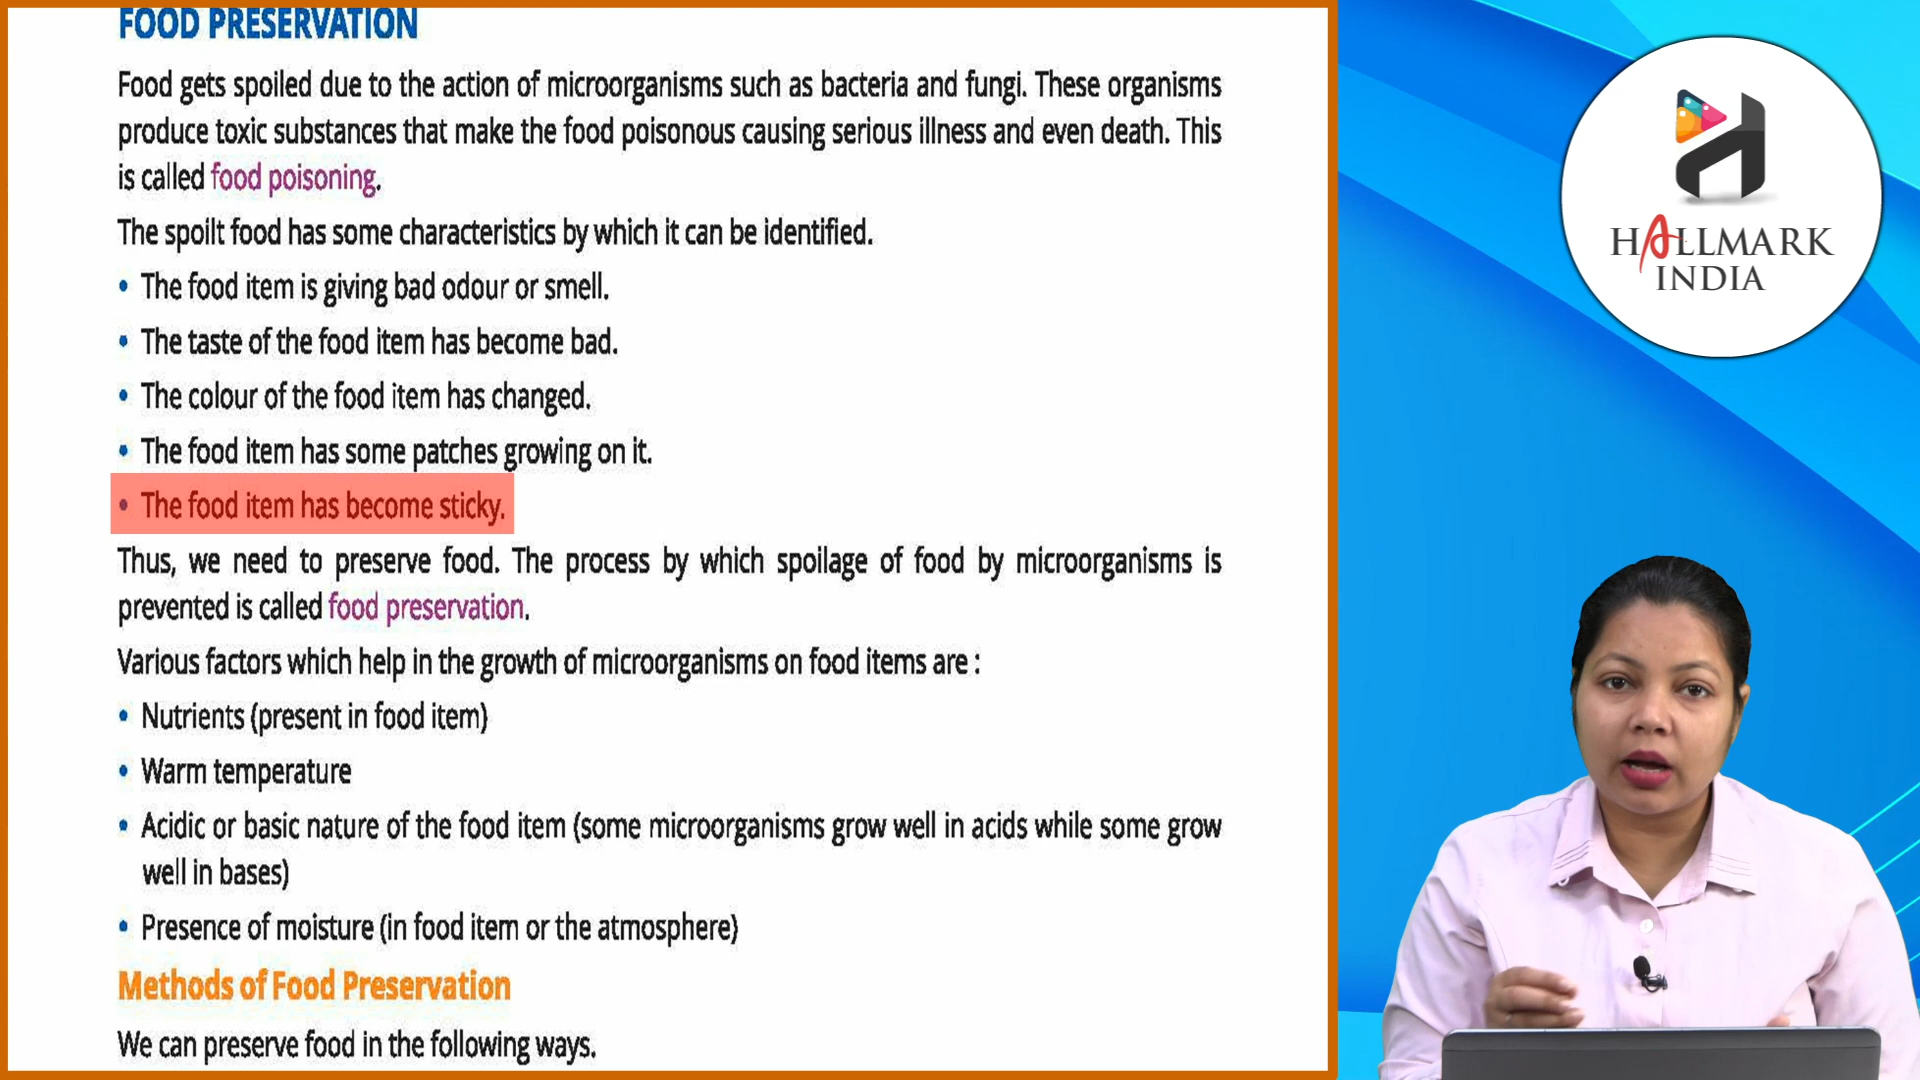 FOOD PRESERVATION
Food gets spoiled due to the action of microorganisms such as bacteria and fungi. These organisms
produce toxic substances that make the food poisonous causing serious illness and even death. This
is called food poisoning.
The spoilt food has some characteristics by which it can be identified.
• The food item is giving bad odour or smell.
• The taste of the food item has become bad.
• The colour of the food item has changed.
• The food item has some patches growing on it.
• The food item has become sticky.
Thus, we need to preserve food. The process by which spoilage of food by microorganisms is
prevented is called food preservation.
Various factors which help in the growth of microorganisms on food items are :
• Nutrients (present in food item)
• Warm temperature
• Acidic or basic nature of the food item (some microorganisms grow well in acids while some grow
well in bases)
• Presence of moisture (in food item or the atmosphere)
Methods of Food Preservation
We can preserve food in the following ways.
HALLMARK
INDIA